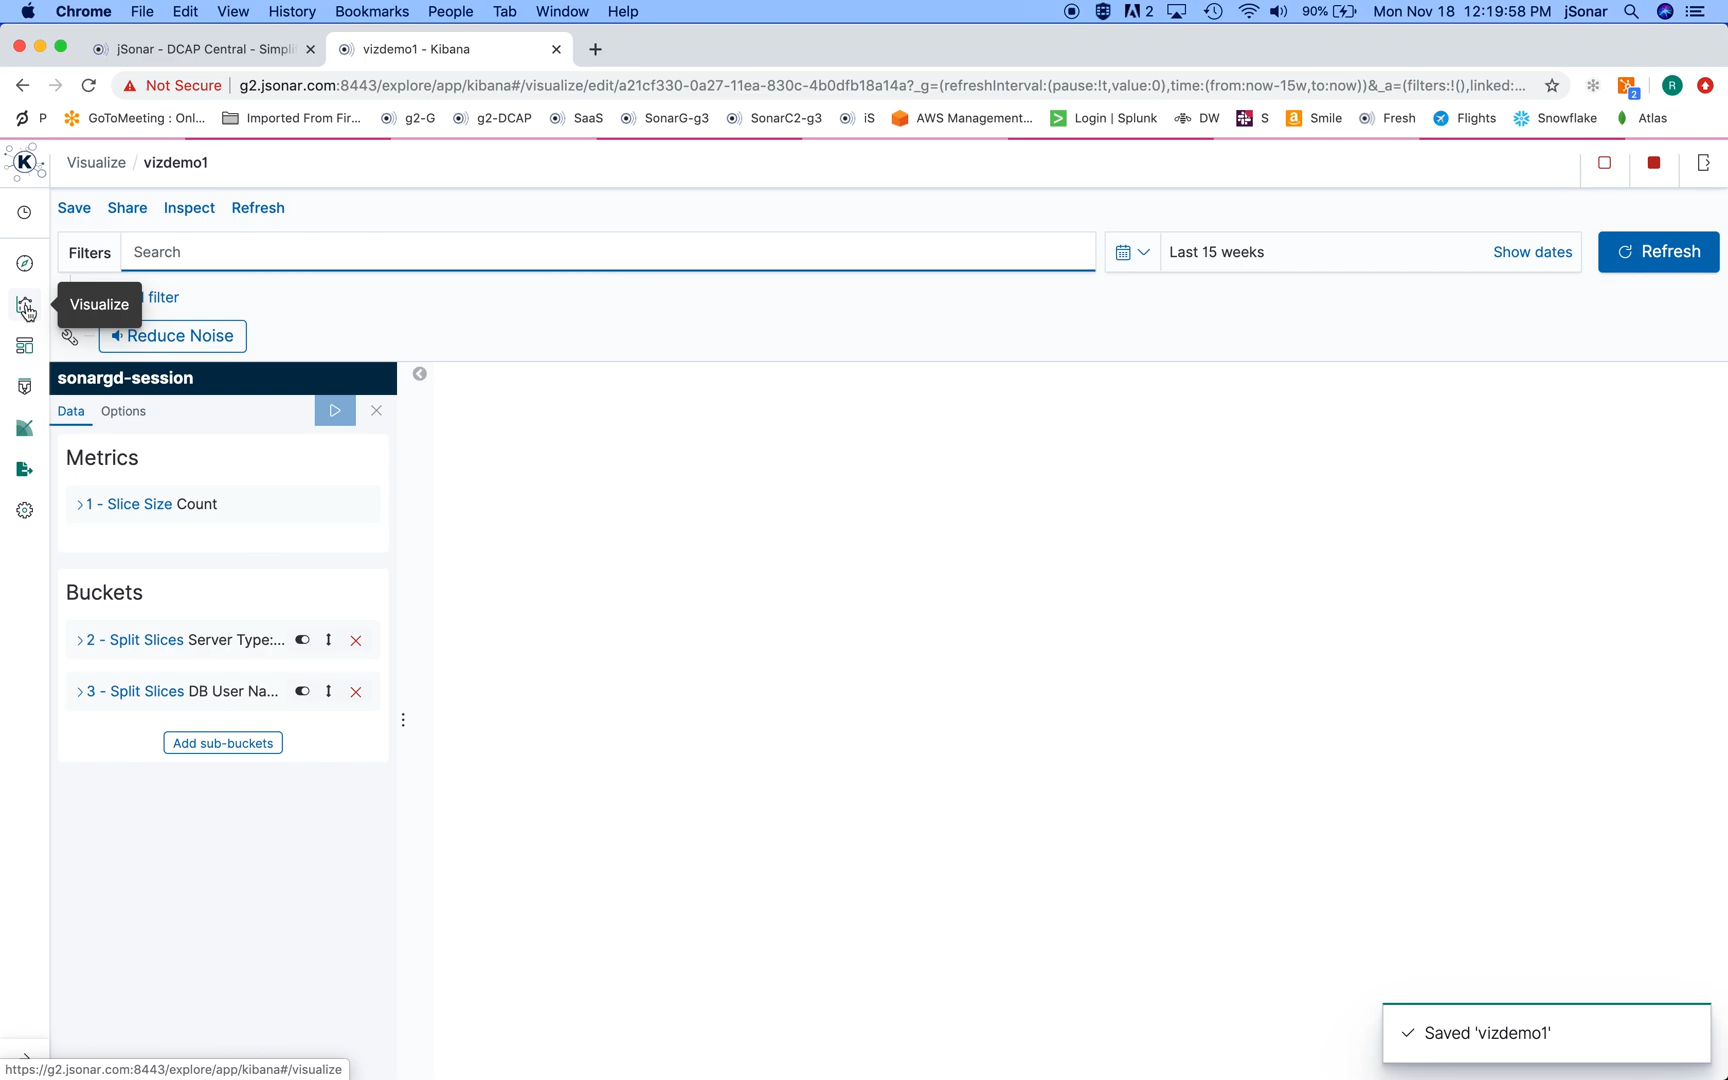 Chrome File Edit View History Bookmarks People Tab Window Help 2 90% Mon Nov 18 12:19:58 PM jSonar
jSonar - DCAP Central - Simpli vizdemo1 - Kibana
Not Secure g2.jsonar.com:8443/explore/app/kibana#/visualize/edit/a21cf330-0a27-11ea-830c-4b0dfb18a14a?_g=(refreshInterval:(pause:!t,value:0),time:(from:now-15w,to:now))&_a=(filters:!(),linked:... 2 R
P GoToMeeting : Onl... Imported From Fir... g2-G g2-DCAP SaaS SonarG-g3 SonarC2-g3 iS AWS Management... Login | Splunk DW S Smile Fresh Flights Snowflake Atlas
K Visualize / vizdemo1
Save Share Inspect Refresh
Filters Search Last 15 weeks Show dates Refresh
Visualize filter
Reduce Noise
sonargd-session
Data Options
Metrics
1 - Slice Size Count
Buckets
2 - Split Slices Server Type:...
3 - Split Slices DB User Na...
Add sub-buckets
Saved 'vizdemo1'
https://g2.jsonar.com:8443/explore/app/kibana#/visualize